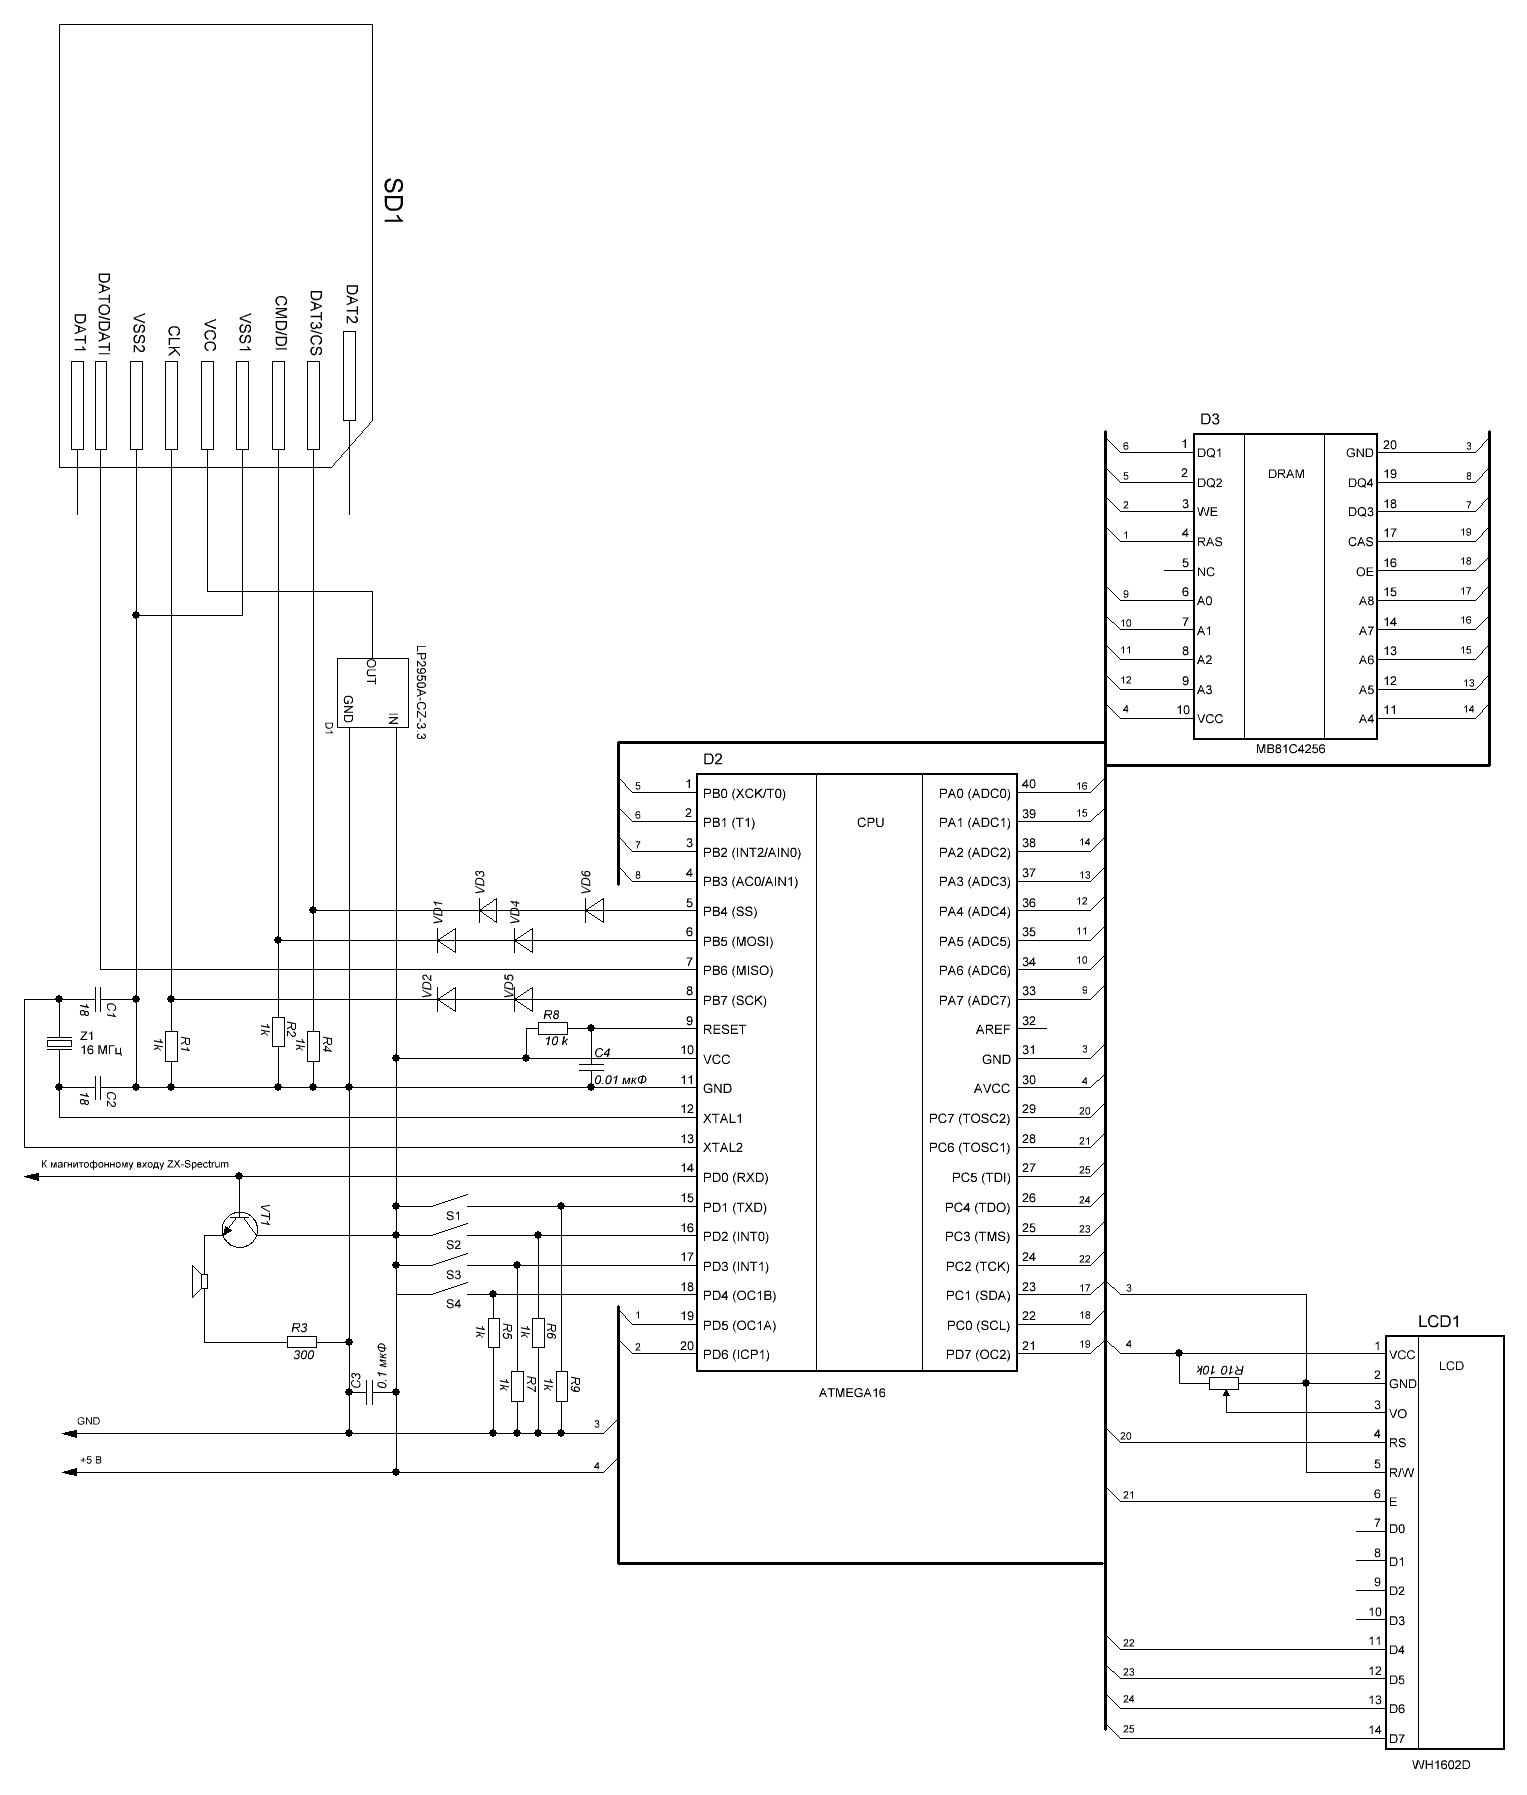 SD1
DAT1
DATO/DATI
VSS2
CLK
VCC
VSS1
CMD/DI
DAT3/CS
DAT2
LP2950A-CZ-3.3
OUT
GND
IN
D1
D3
DRAM
6 1 DQ1
5 2 DQ2
2 3 WE
1 4 RAS
5 NC
9 6 A0
10 7 A1
11 8 A2
12 9 A3
4 10 VCC
GND 20 3
DQ4 19 8
DQ3 18 7
CAS 17 19
OE 16 18
A8 15 17
A7 14 16
A6 13 15
A5 12 13
A4 11 14
MB81C4256
D2
CPU
5 1 PB0 (XCK/T0)
6 2 PB1 (T1)
7 3 PB2 (INT2/AIN0)
8 4 PB3 (AC0/AIN1)
5 PB4 (SS)
6 PB5 (MOSI)
7 PB6 (MISO)
8 PB7 (SCK)
9 RESET
10 VCC
11 GND
12 XTAL1
13 XTAL2
14 PD0 (RXD)
15 PD1 (TXD)
16 PD2 (INT0)
17 PD3 (INT1)
18 PD4 (OC1B)
1 19 PD5 (OC1A)
2 20 PD6 (ICP1)
PA0 (ADC0) 40 16
PA1 (ADC1) 39 15
PA2 (ADC2) 38 14
PA3 (ADC3) 37 13
PA4 (ADC4) 36 12
PA5 (ADC5) 35 11
PA6 (ADC6) 34 10
PA7 (ADC7) 33 9
AREF 32
GND 31 3
AVCC 30 4
PC7 (TOSC2) 29 20
PC6 (TOSC1) 28 21
PC5 (TDI) 27 25
PC4 (TDO) 26 24
PC3 (TMS) 25 23
PC2 (TCK) 24 22
PC1 (SDA) 23 17
PC0 (SCL) 22 18
PD7 (OC2) 21 19
ATMEGA16
VD3
VD6
VD1
VD4
VD2
VD5
C1
18
Z1
16 МГц
C2
18
R1
1k
R2
1k
R4
1k
R8
10 k
C4
0.01 мкФ
К магнитофонному входу ZX-Spectrum
VT1
S1
S2
S3
S4
R5
1k
R6
1k
R7
1k
R9
1k
R3
300
C3
0.1 мкФ
GND
3
+5 В
4
LCD1
LCD
3
4
R10 10k
1 VCC
2 GND
3 VO
20 4 RS
5 R/W
21 6 E
7 D0
8 D1
9 D2
10 D3
22 11 D4
23 12 D5
24 13 D6
25 14 D7
WH1602D